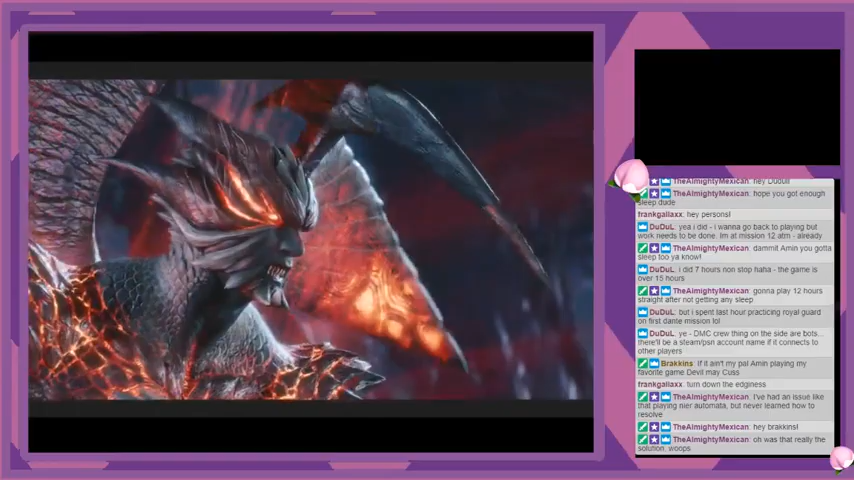 TheAlmightyMexican: hey Dudul!
TheAlmightyMexican: hope you got enough
sleep dude
frankgallaxx: hey persons!
DuDuL: yea i did - i wanna go back to playing but
work needs to be done. Im at mission 12 atm - already
TheAlmightyMexican: dammit Amin you gotta
sleep too ya know!
DuDuL: i did 7 hours non stop haha - the game is
over 15 hours
TheAlmightyMexican: gonna play 12 hours
straight after not getting any sleep
DuDuL: but i spent last hour practicing royal guard
on first dante mission lol
DuDuL: ye - DMC crew thing on the side are bots...
there'll be a steam/psn account name if it connects to
other players
Brakkins: If it ain't my pal Amin playing my
favorite game Devil may Cuss
frankgallaxx: turn down the edginess
TheAlmightyMexican: I've had an issue like
that playing nier automata, but never learned how to
resolve
TheAlmightyMexican: hey brakkins!
TheAlmightyMexican: oh was that really the
solution, woops